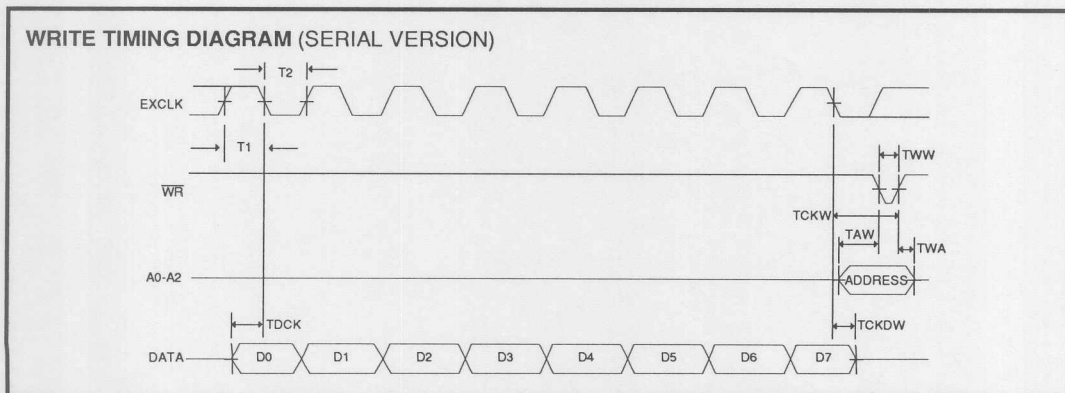 WRITE TIMING DIAGRAM (SERIAL VERSION)
T2
EXCLK
T1
TWW
WR
TCKW
TAW
TWA
A0-A2
ADDRESS
TDCK
TCKDW
DATA
D0 D1 D2 D3 D4 D5 D6 D7